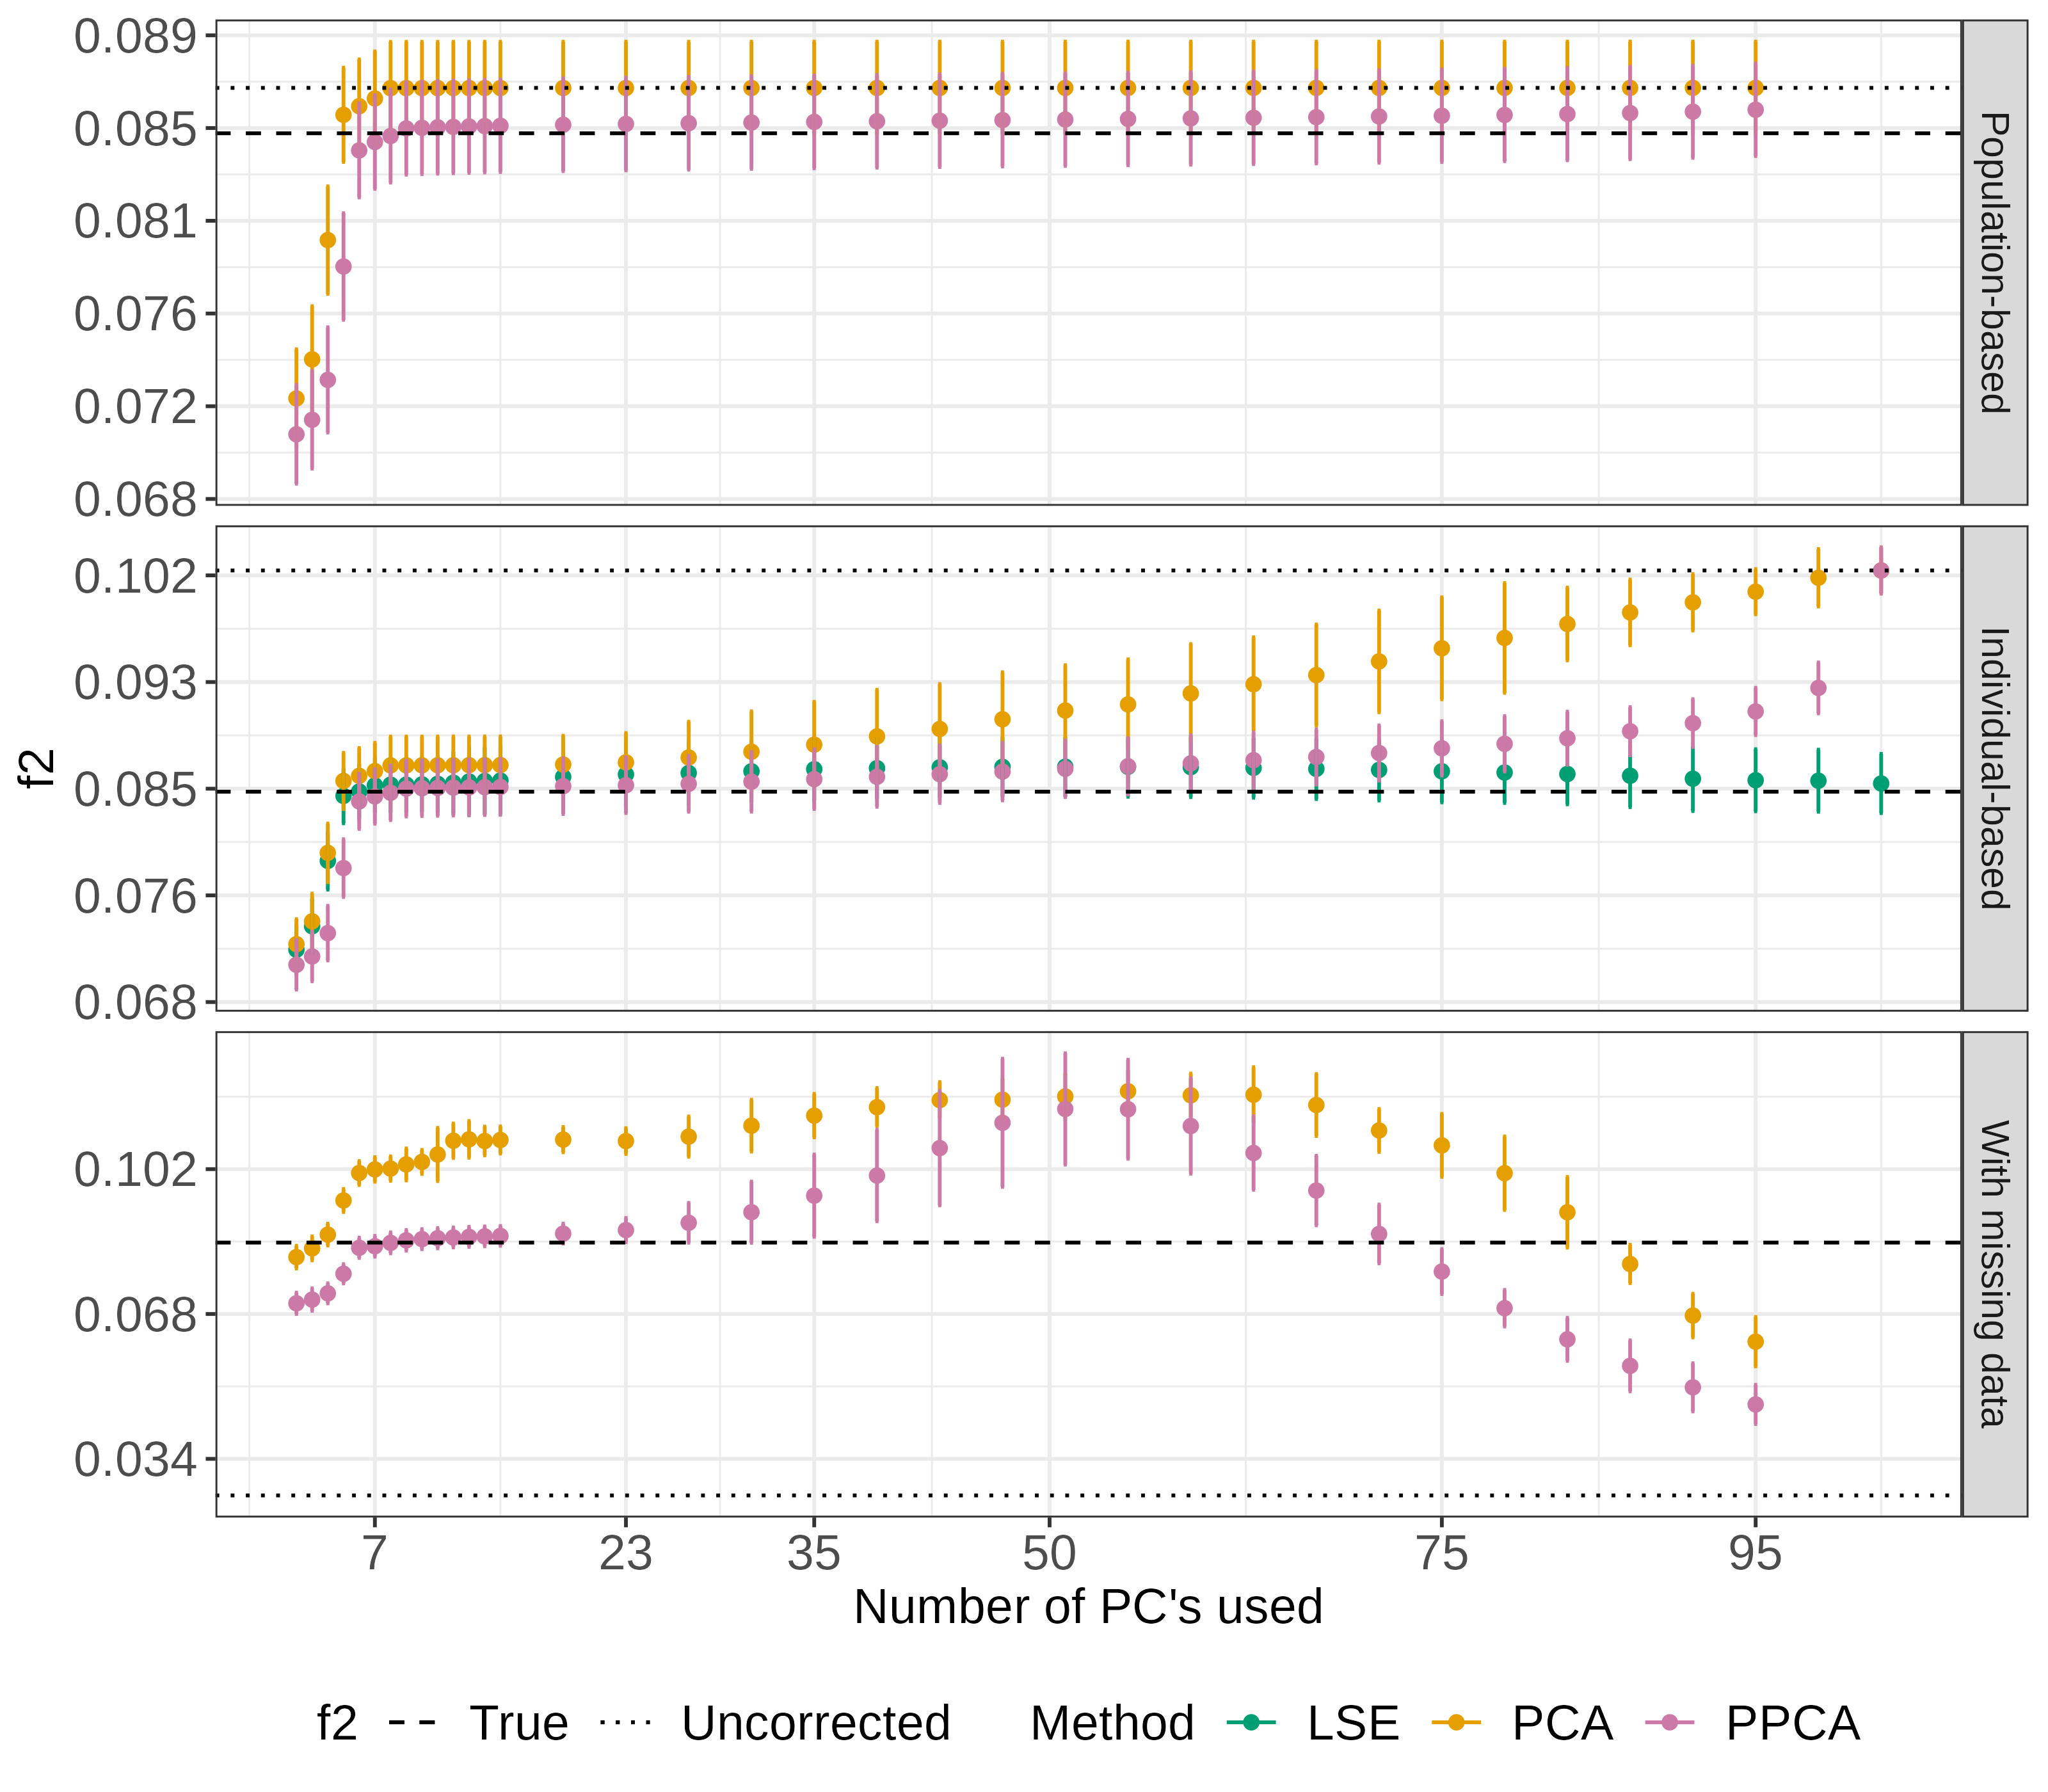 f2
0.089
0.085
0.081
0.076
0.072
0.068
Population-based
0.102
0.093
0.085
0.076
0.068
Individual-based
0.102
0.068
0.034
With missing data
7 23 35 50 75 95
Number of PC's used
f2 True Uncorrected Method LSE PCA PPCA